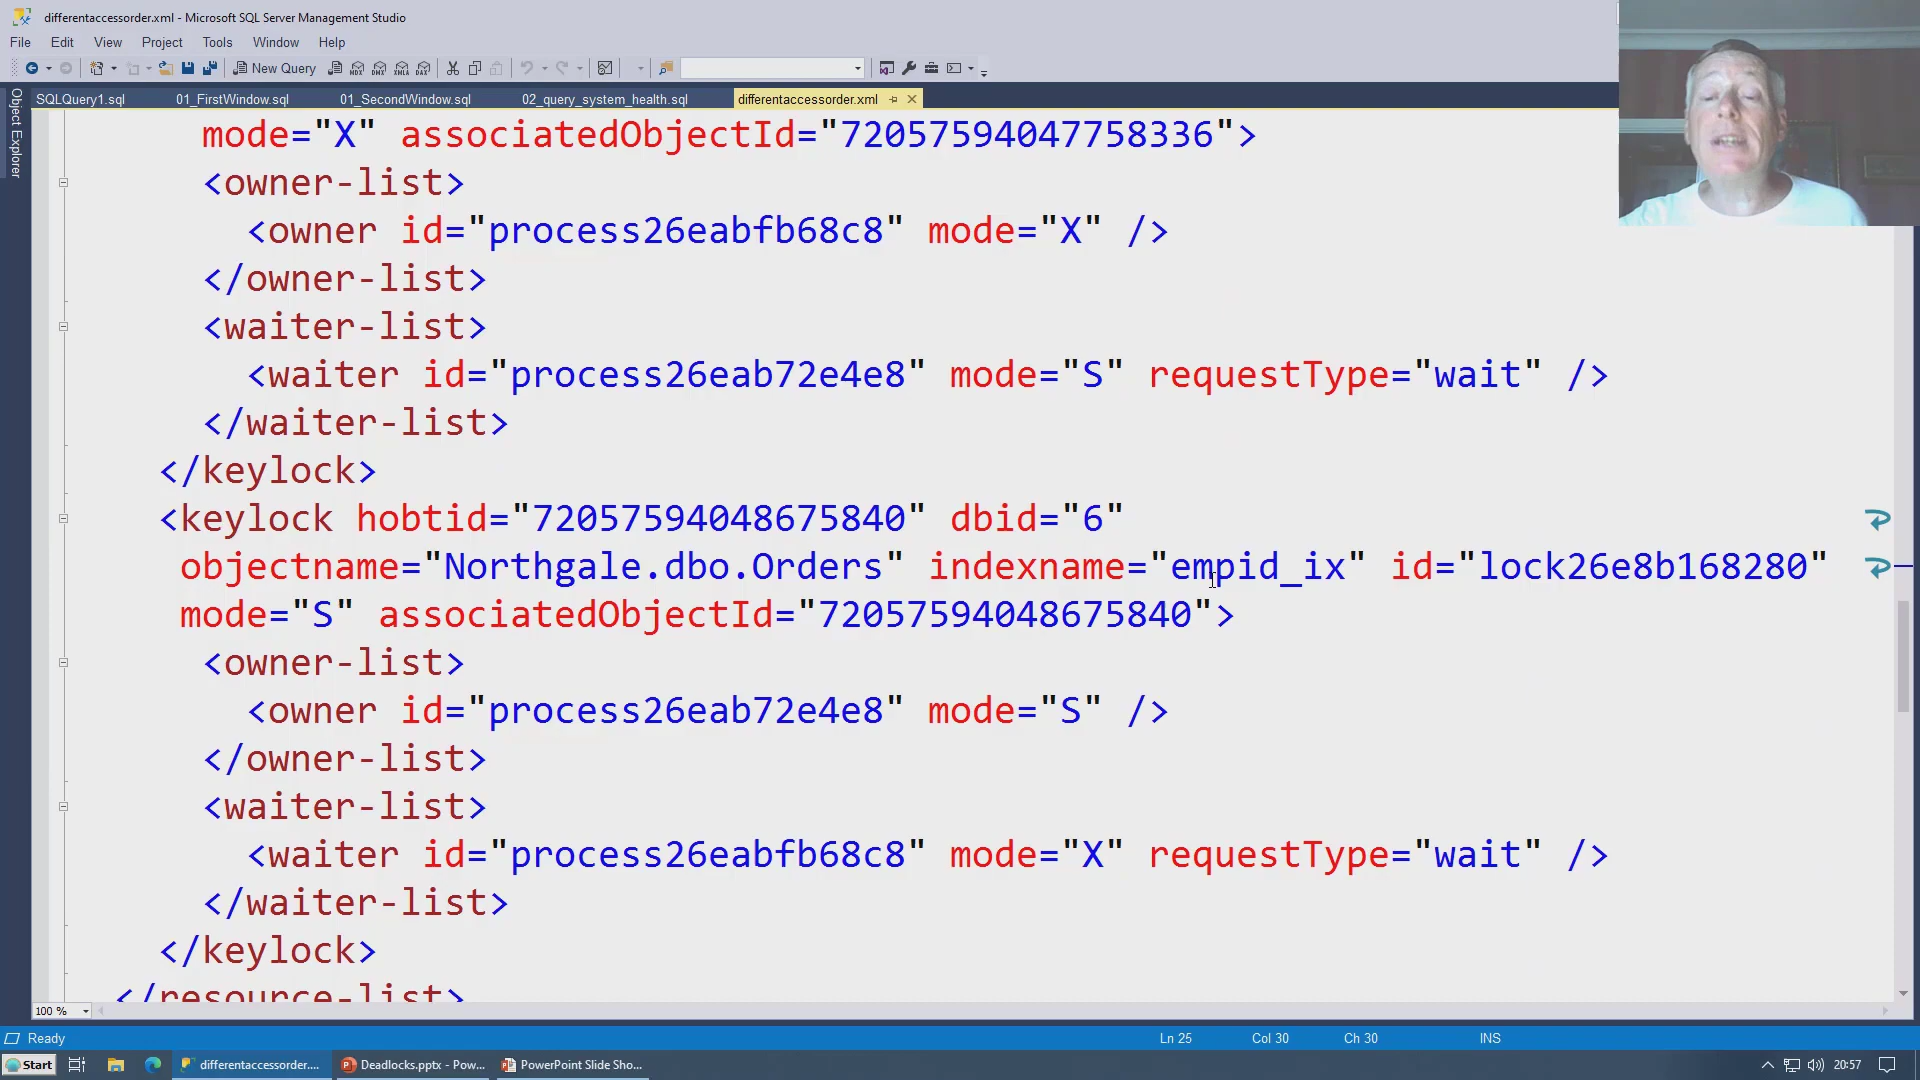 differentaccessorder.xml - Microsoft SQL Server Management Studio
File Edit View Project Tools Window Help
New Query
SQLQuery1.sql 01_FirstWindow.sql 01_SecondWindow.sql 02_query_system_health.sql differentaccessorder.xml
Object Explorer
mode="X" associatedObjectId="72057594047758336">
<owner-list>
<owner id="process26eabfb68c8" mode="X" />
</owner-list>
<waiter-list>
<waiter id="process26eab72e4e8" mode="S" requestType="wait" />
</waiter-list>
</keylock>
<keylock hobtid="72057594048675840" dbid="6"
objectname="Northgale.dbo.Orders" indexname="empid_ix" id="lock26e8b168280"
mode="S" associatedObjectId="72057594048675840">
<owner-list>
<owner id="process26eab72e4e8" mode="S" />
</owner-list>
<waiter-list>
<waiter id="process26eabfb68c8" mode="X" requestType="wait" />
</waiter-list>
</keylock>
</resource-list>
100 %
Ready Ln 25 Col 30 Ch 30 INS
Start differentaccessorder.... Deadlocks.pptx - Pow... PowerPoint Slide Sho... 20:57